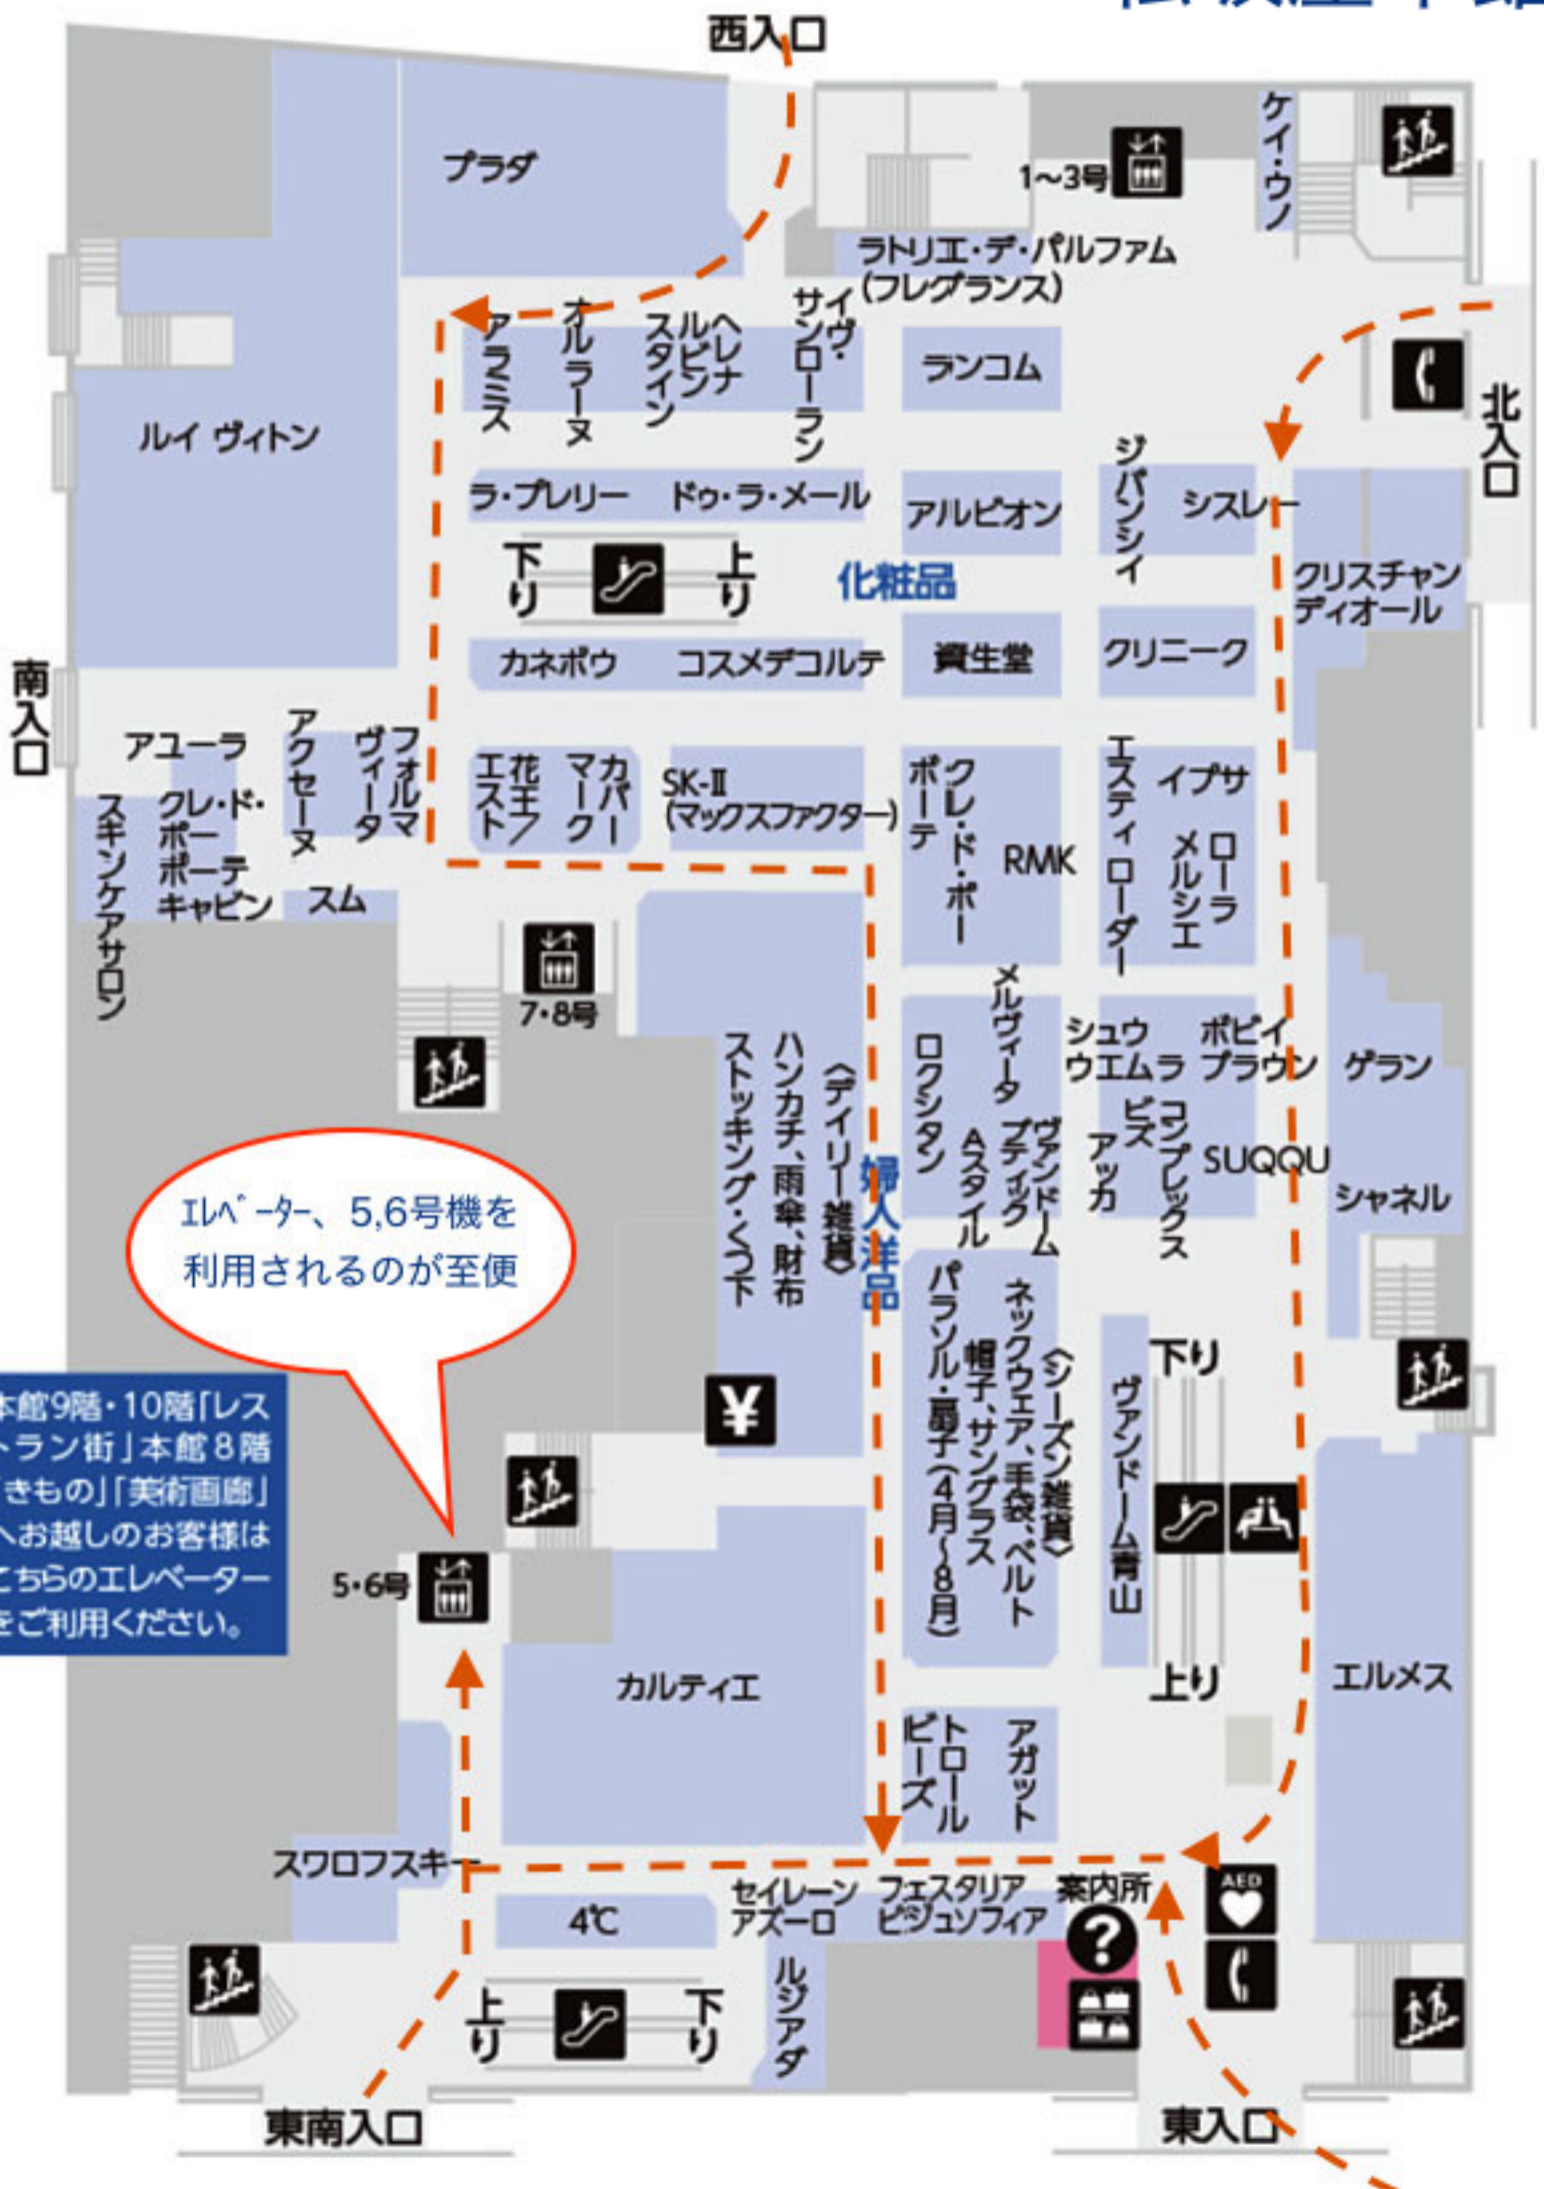 西入口
プラダ
1〜3号
ケイ・ウノ
ラトリエ・デ・パルファム
(フレグランス)
アラミス
オルラーヌ
ヘレナ
ルビン
スタイン
イヴ・
サンローラン
ランコム
北入口
ルイ ヴィトン
ラ・プレリー
ドゥ・ラ・メール
アルビオン
ジバンシイ
シスレー
下り
上り
化粧品
クリスチャン
ディオール
カネボウ
コスメデコルテ
資生堂
クリニーク
南入口
アユーラ
アクセーヌ
フォルマ
ヴィータ
花王/
エスト
カバー
マーク
SK-II
(マックスファクター)
クレ・ド・ポー
ボーテ
RMK
エスティ ローダー
イプサ
ローラ
メルシエ
スキンケアサロン
クレ・ド・
ポー
ボーテ
キャビン
スム
7・8号
〈デイリー雑貨〉
ハンカチ、雨傘、財布
ストッキング・くつ下
婦人洋品
ロクシタン
メルヴィータ
シュウ
ウエムラ
ボビイ
ブラウン
ゲラン
Aスタイル
ヴァンドーム
ブティック
アッカ
コンプレックス
ビズ
SUQQU
シャネル
エレベーター、5,6号機を
利用されるのが至便
〈シーズン雑貨〉
ネックウェア、手袋、ベルト
帽子、サングラス
パラソル・扇子(4月〜8月)
ヴァンドーム青山
下り
上り
¥
本館9階・10階「レス
トラン街」本館8階
「きもの」「美術画廊」
へお越しのお客様は
こちらのエレベーター
をご利用ください。
5・6号
カルティエ
エルメス
トロール
ビーズ
アガット
スワロフスキー
4℃
セイレーン
アズーロ
フェスタリア
ビジュソフィア
案内所
?
AED
ルジアダ
上り
下り
東南入口
東入口